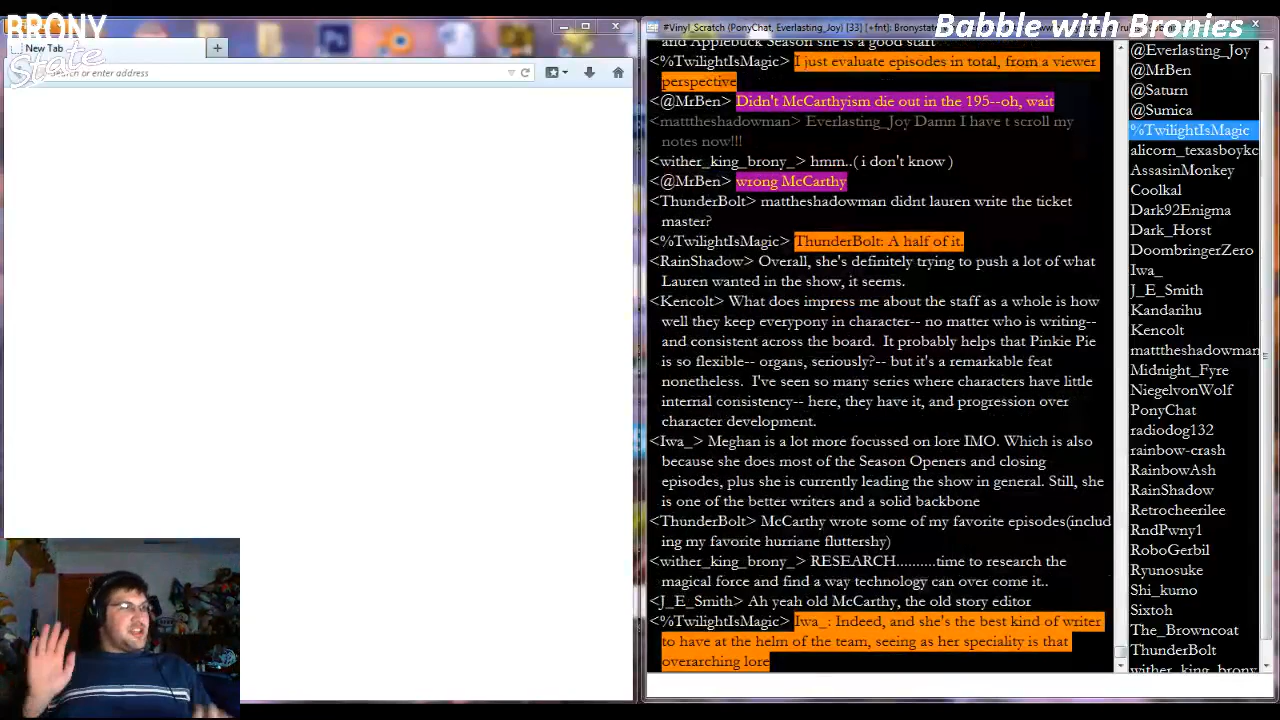 BRONY
State
New Tab
Search or enter address
#Vinyl_Scratch (PonyChat, Everlasting_Joy) [33] [+fnt]: Bronystate
Babble with Bronies
and Applebuck Season she is a good start
<%TwilightIsMagic> I just evaluate episodes in total, from a viewer
perspective
<@MrBen> Didn't McCarthyism die out in the 195--oh, wait
<matttheshadowman> Everlasting_Joy Damn I have t scroll my
notes now!!!
<wither_king_brony_> hmm..( i don't know )
<@MrBen> wrong McCarthy
<ThunderBolt> mattheshadowman didnt lauren write the ticket
master?
<%TwilightIsMagic> ThunderBolt: A half of it.
<RainShadow> Overall, she's definitely trying to push a lot of what
Lauren wanted in the show, it seems.
<Kencolt> What does impress me about the staff as a whole is how
well they keep everypony in character-- no matter who is writing--
and consistent across the board.  It probably helps that Pinkie Pie
is so flexible-- organs, seriously?-- but it's a remarkable feat
nonetheless.  I've seen so many series where characters have little
internal consistency-- here, they have it, and progression over
character development.
<Iwa_> Meghan is a lot more focussed on lore IMO. Which is also
because she does most of the Season Openers and closing
episodes, plus she is currently leading the show in general. Still, she
is one of the better writers and a solid backbone
<ThunderBolt> McCarthy wrote some of my favorite episodes(includ
ing my favorite hurriane fluttershy)
<wither_king_brony_> RESEARCH..........time to research the
magical force and find a way technology can over come it..
<J_E_Smith> Ah yeah old McCarthy, the old story editor
<%TwilightIsMagic> Iwa_: Indeed, and she's the best kind of writer
to have at the helm of the team, seeing as her speciality is that
overarching lore
@Everlasting_Joy
@MrBen
@Saturn
@Sumica
%TwilightIsMagic
alicorn_texasboykc
AssasinMonkey
Coolkal
Dark92Enigma
Dark_Horst
DoombringerZero
Iwa_
J_E_Smith
Kandarihu
Kencolt
matttheshadowman
Midnight_Fyre
NiegelvonWolf
PonyChat
radiodog132
rainbow-crash
RainbowAsh
RainShadow
Retrocheerilee
RndPwny1
RoboGerbil
Ryunosuke
Shi_kumo
Sixtoh
The_Browncoat
ThunderBolt
wither_king_brony